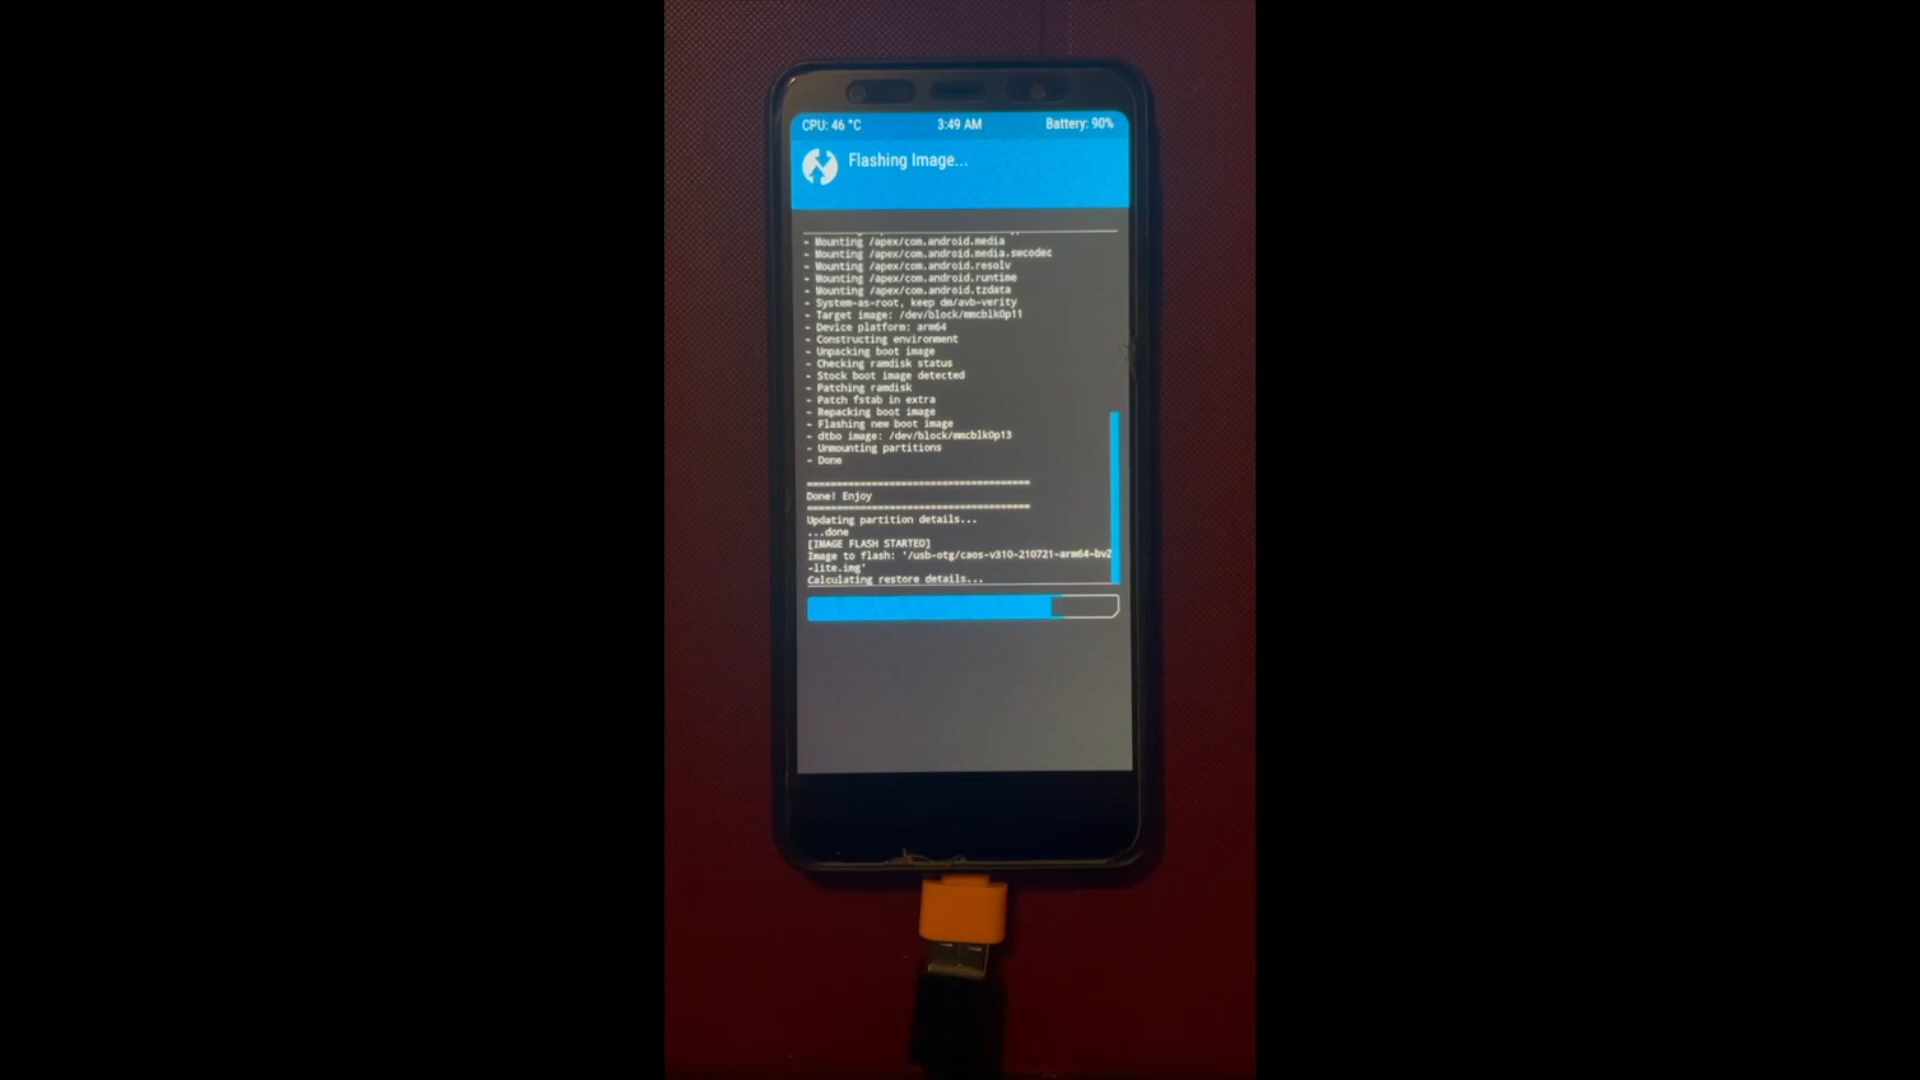 CPU: 46 °C 3:49 AM Battery: 90%
Flashing Image...
- Mounting /apex/com.android.media
- Mounting /apex/com.android.media.swcodec
- Mounting /apex/com.android.resolv
- Mounting /apex/com.android.runtime
- Mounting /apex/com.android.tzdata
- System-as-root, keep dm/avb-verity
- Target image: /dev/block/mmcblk0p11
- Device platform: arm64
- Constructing environment
- Unpacking boot image
- Checking ramdisk status
- Stock boot image detected
- Patching ramdisk
- Patch fstab in extra
- Repacking boot image
- Flashing new boot image
- dtbo image: /dev/block/mmcblk0p13
- Unmounting partitions
- Done
=====================================
Done! Enjoy
=====================================
Updating partition details...
...done
[IMAGE FLASH STARTED]
Image to flash: '/usb-otg/caos-v310-210721-arm64-bvZ
-lite.img'
Calculating restore details...